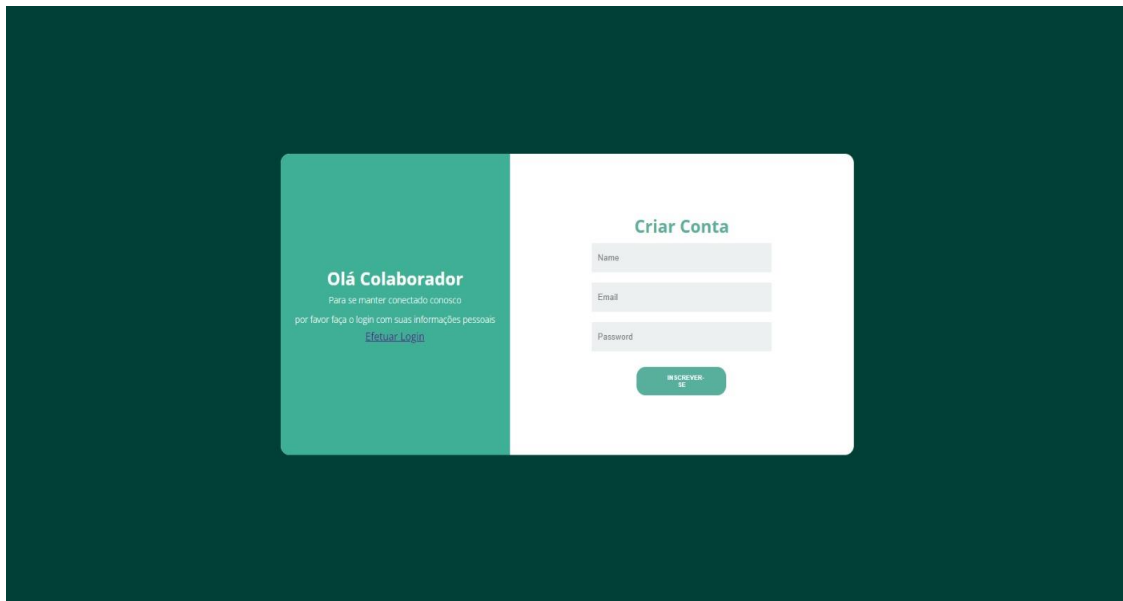 Olá Colaborador
Para se manter conectado conosco
por favor faça o login com suas informações pessoais
Efetuar Login
Criar Conta
Name
Email
Password
INSCREVER-
SE